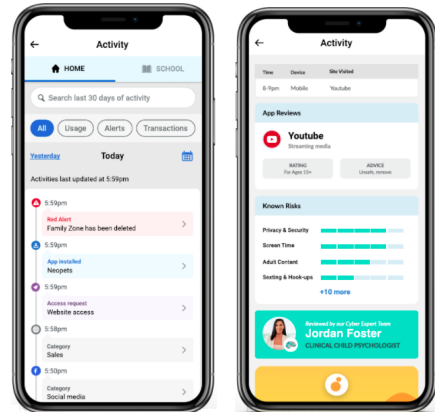 Activity
HOME
SCHOOL
Search last 30 days of activity
All
Usage
Alerts
Transactions
Yesterday
Today
Activities last updated at 5:59pm
5:59pm
Red Alert
Family Zone has been deleted
5:59pm
App installed
Neopets
5:59pm
Access request
Website access
5:58pm
Category
Sales
5:50pm
Category
Social media
Activity
Time Device Site Visited
8-9pm Mobile Youtube
App Reviews
Youtube
Streaming media
RATING
For Ages 13+
ADVICE
Unsafe, remove
Known Risks
Privacy & Security
Screen Time
Adult Content
Sexting & Hook-ups
+10 more
Reviewed by our Cyber Expert Team
Jordan Foster
CLINICAL CHILD PSYCHOLOGIST